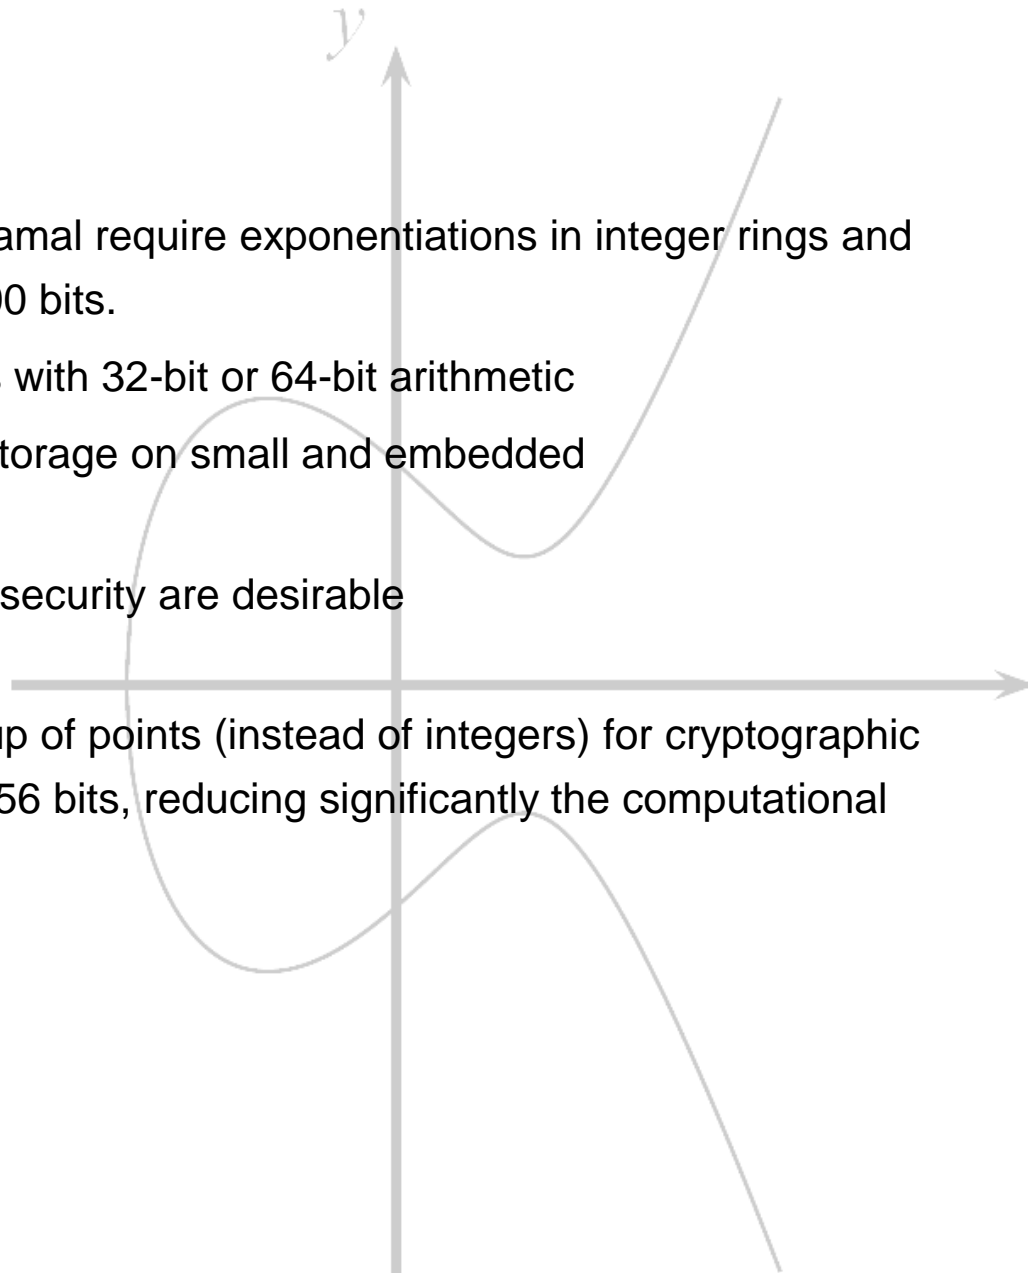 y
amal require exponentiations in integer rings and
00 bits.
s with 32-bit or 64-bit arithmetic
torage on small and embedded
security are desirable
up of points (instead of integers) for cryptographic
56 bits, reducing significantly the computational